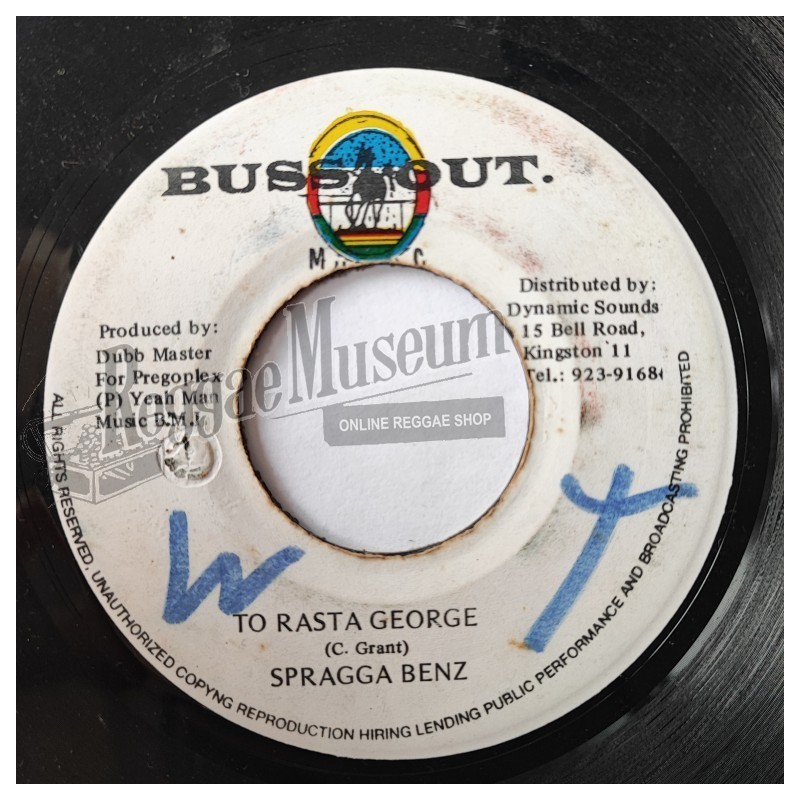 BUSS OUT.
Produced by:
Dubb Master
For Pregoplex
(P) Yeah Man
Music B.M.I.
Distributed by:
Dynamic Sounds
15 Bell Road,
Kingston 11
Tel.: 923-9168
Reggae Museum
ONLINE REGGAE SHOP
W T
TO RASTA GEORGE
(C. Grant)
SPRAGGA BENZ
ALL RIGHTS RESERVED, UNAUTHORIZED COPYNG REPRODUCTION HIRING LENDING PUBLIC PERFORMANCE AND BROADCASTING PROHIBITED